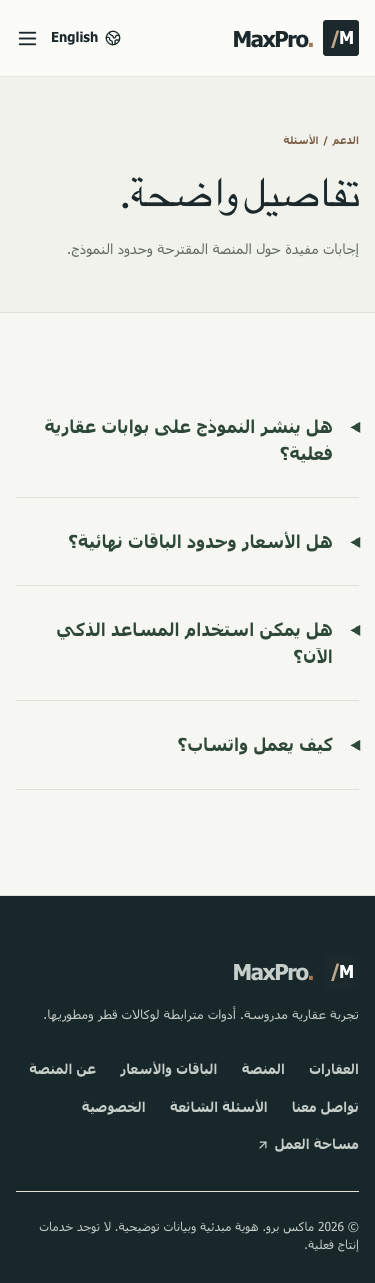 /M MaxPro. English
الدعم / الأسئلة
تفاصيل واضحة.
إجابات مفيدة حول المنصة المقترحة وحدود النموذج.
هل ينشر النموذج على بوابات عقارية
فعلية؟
هل الأسعار وحدود الباقات نهائية؟
هل يمكن استخدام المساعد الذكي
الآن؟
كيف يعمل واتساب؟
/M MaxPro.
تجربة عقارية مدروسة. أدوات مترابطة لوكالات قطر ومطوريها.
العقارات المنصة الباقات والأسعار عن المنصة
تواصل معنا الأسئلة الشائعة الخصوصية
مساحة العمل
© 2026 ماكس برو. هوية مبدئية وبيانات توضيحية. لا توجد خدمات
إنتاج فعلية.